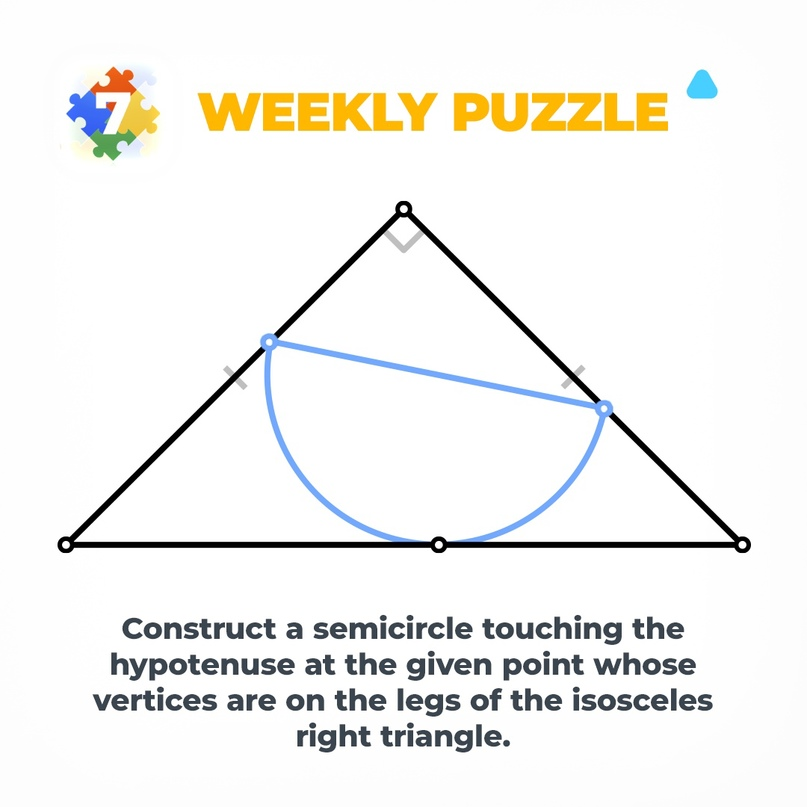 7
WEEKLY PUZZLE
Construct a semicircle touching the
hypotenuse at the given point whose
vertices are on the legs of the isosceles
right triangle.